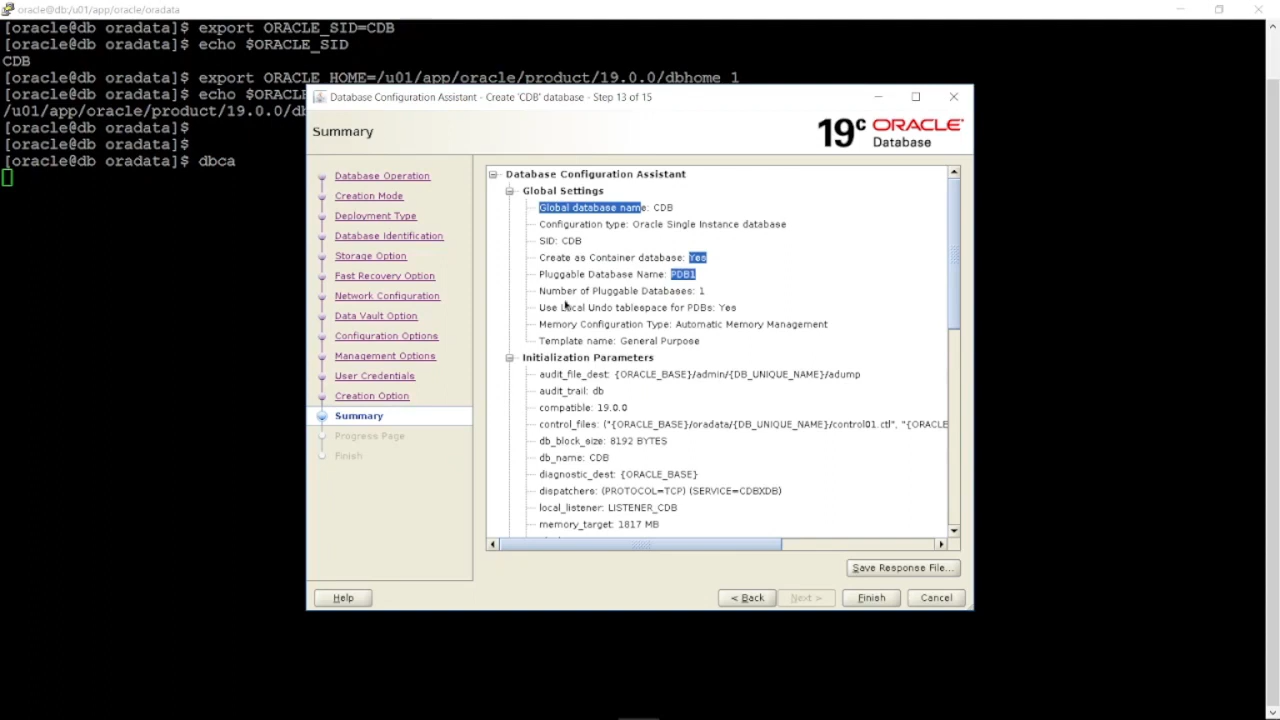 oracle@db:/u01/app/oracle/oradata
[oracle@db oradata]$ export ORACLE_SID=CDB
[oracle@db oradata]$ echo $ORACLE_SID
CDB
[oracle@db oradata]$ export ORACLE_HOME=/u01/app/oracle/product/19.0.0/dbhome_1
[oracle@db oradata]$ echo $ORACLE
/u01/app/oracle/product/19.0.0/db
[oracle@db oradata]$
[oracle@db oradata]$
[oracle@db oradata]$ dbca
Database Configuration Assistant - Create 'CDB' database - Step 13 of 15
Summary
19c ORACLE
Database
Database Operation
Creation Mode
Deployment Type
Database Identification
Storage Option
Fast Recovery Option
Network Configuration
Data Vault Option
Configuration Options
Management Options
User Credentials
Creation Option
Summary
Progress Page
Finish
Database Configuration Assistant
Global Settings
Global database name: CDB
Configuration type: Oracle Single Instance database
SID: CDB
Create as Container database: Yes
Pluggable Database Name: PDB1
Number of Pluggable Databases: 1
Use Local Undo tablespace for PDBs: Yes
Memory Configuration Type: Automatic Memory Management
Template name: General Purpose
Initialization Parameters
audit_file_dest: {ORACLE_BASE}/admin/{DB_UNIQUE_NAME}/adump
audit_trail: db
compatible: 19.0.0
control_files: ("{ORACLE_BASE}/oradata/{DB_UNIQUE_NAME}/control01.ctl", "{ORACLE
db_block_size: 8192 BYTES
db_name: CDB
diagnostic_dest: {ORACLE_BASE}
dispatchers: (PROTOCOL=TCP) (SERVICE=CDBXDB)
local_listener: LISTENER_CDB
memory_target: 1817 MB
Save Response File...
Help
< Back
Next >
Finish
Cancel